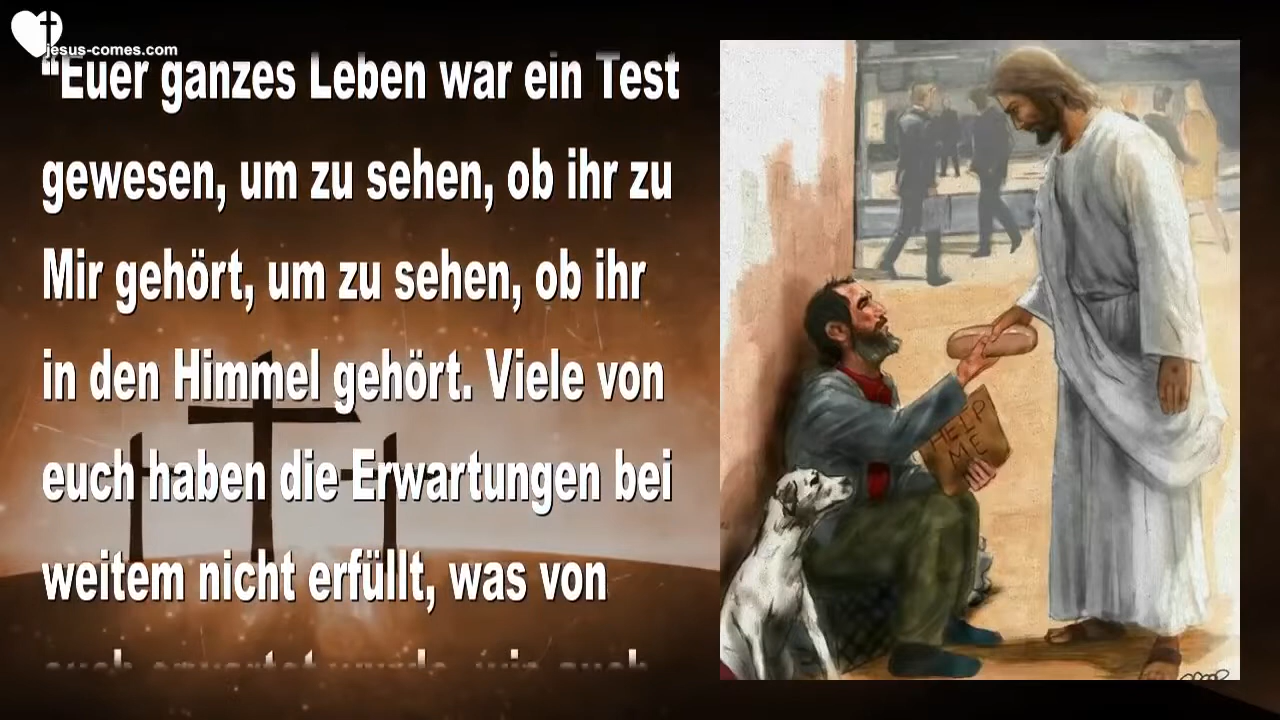 jesus-comes.com
“Euer ganzes Leben war ein Test
gewesen, um zu sehen, ob ihr zu
Mir gehört, um zu sehen, ob ihr
in den Himmel gehört. Viele von
euch haben die Erwartungen bei
weitem nicht erfüllt, was von
HELP
ME